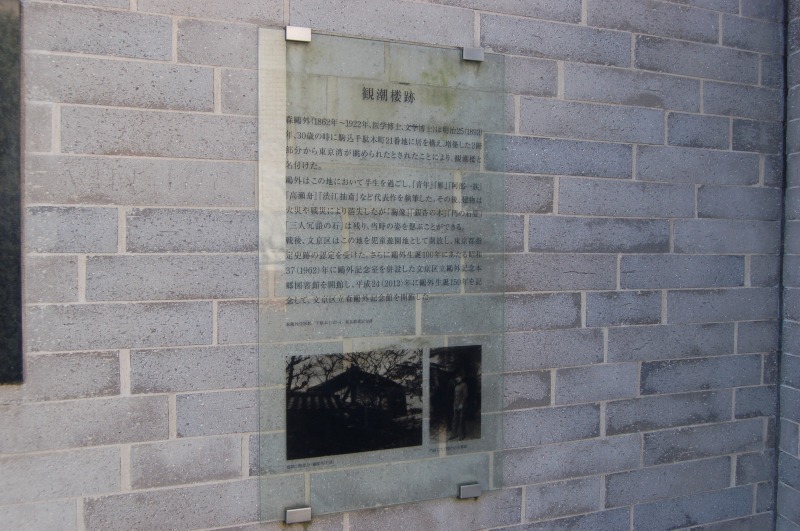 観潮楼跡
森鷗外(1862年〜1922年、医学博士、文学博士)は明治25(1892)
年、30歳の時に駒込千駄木町21番地に居を構え、増築した2階
部分から東京湾が眺められたとされたことにより、観潮楼と
名付けた。
鷗外はこの地において半生を過ごし、『青年』『雁』『阿部一族』
『高瀬舟』『渋江抽斎』など代表作を執筆した。その後、建物は
火災や戦災により焼失したが「胸像」「銀杏の木」「門の石畳」
「三人冗語の石」は残り、当時の姿を偲ぶことができる。
戦後、文京区はこの地を児童遊園地として開放し、東京都指
定史跡の認定を受けた。さらに鷗外生誕100年にあたる昭和
37(1962)年に鷗外記念室を併設した文京区立鷗外記念本
郷図書館を開館し、平成24(2012)年に鷗外生誕150年を記
念して、文京区立森鷗外記念館を開館した。